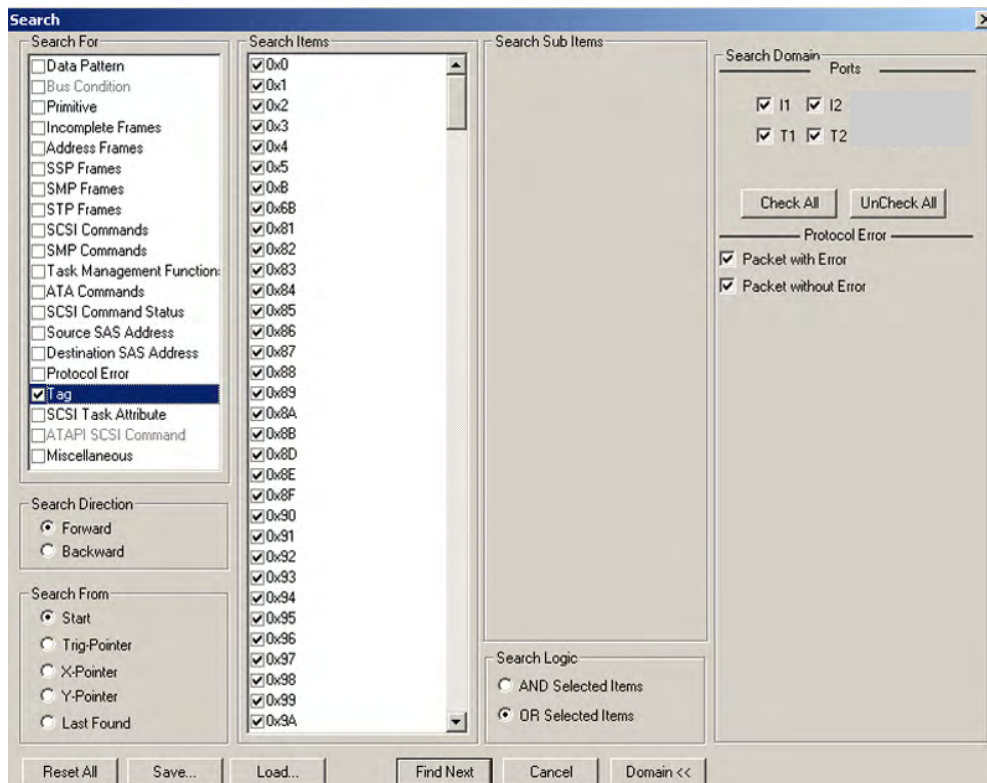 Search
Search For
Data Pattern
Bus Condition
Primitive
Incomplete Frames
Address Frames
SSP Frames
SMP Frames
STP Frames
SCSI Commands
SMP Commands
Task Management Function:
ATA Commands
SCSI Command Status
Source SAS Address
Destination SAS Address
Protocol Error
Tag
SCSI Task Attribute
ATAPI SCSI Command
Miscellaneous
Search Direction
Forward
Backward
Search From
Start
Trig-Pointer
X-Pointer
Y-Pointer
Last Found
Search Items
0x0
0x1
0x2
0x3
0x4
0x5
0xB
0x6B
0x81
0x82
0x83
0x84
0x85
0x86
0x87
0x88
0x89
0x8A
0x8B
0x8D
0x8E
0x8F
0x90
0x91
0x92
0x93
0x94
0x95
0x96
0x97
0x98
0x99
0x9A
Search Sub Items
Search Logic
AND Selected Items
OR Selected Items
Search Domain
Ports
I1 I2
T1 T2
Check All UnCheck All
Protocol Error
Packet with Error
Packet without Error
Reset All Save... Load... Find Next Cancel Domain <<